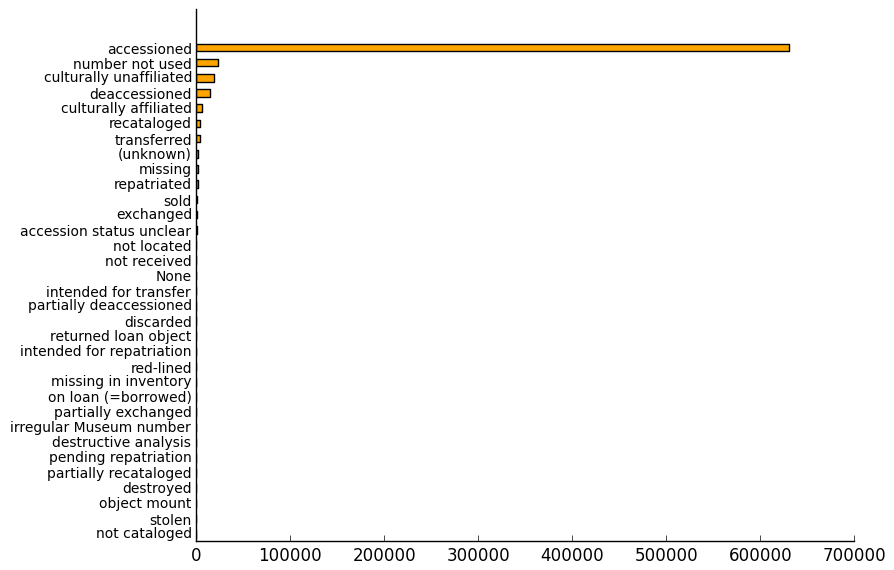 accessioned
number not used
culturally unaffiliated
deaccessioned
culturally affiliated
recataloged
transferred
(unknown)
missing
repatriated
sold
exchanged
accession status unclear
not located
not received
None
intended for transfer
partially deaccessioned
discarded
returned loan object
intended for repatriation
red-lined
missing in inventory
on loan (=borrowed)
partially exchanged
irregular Museum number
destructive analysis
pending repatriation
partially recataloged
destroyed
object mount
stolen
not cataloged
0 100000 200000 300000 400000 500000 600000 700000